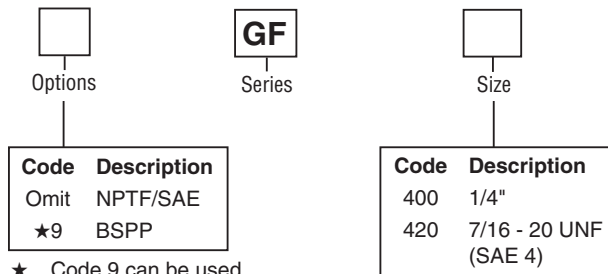 GF
Options Series Size
Code Description
Omit NPTF/SAE
★9 BSPP
Code Description
400 1/4"
420 7/16 - 20 UNF
(SAE 4)
★ Code 9 can be used